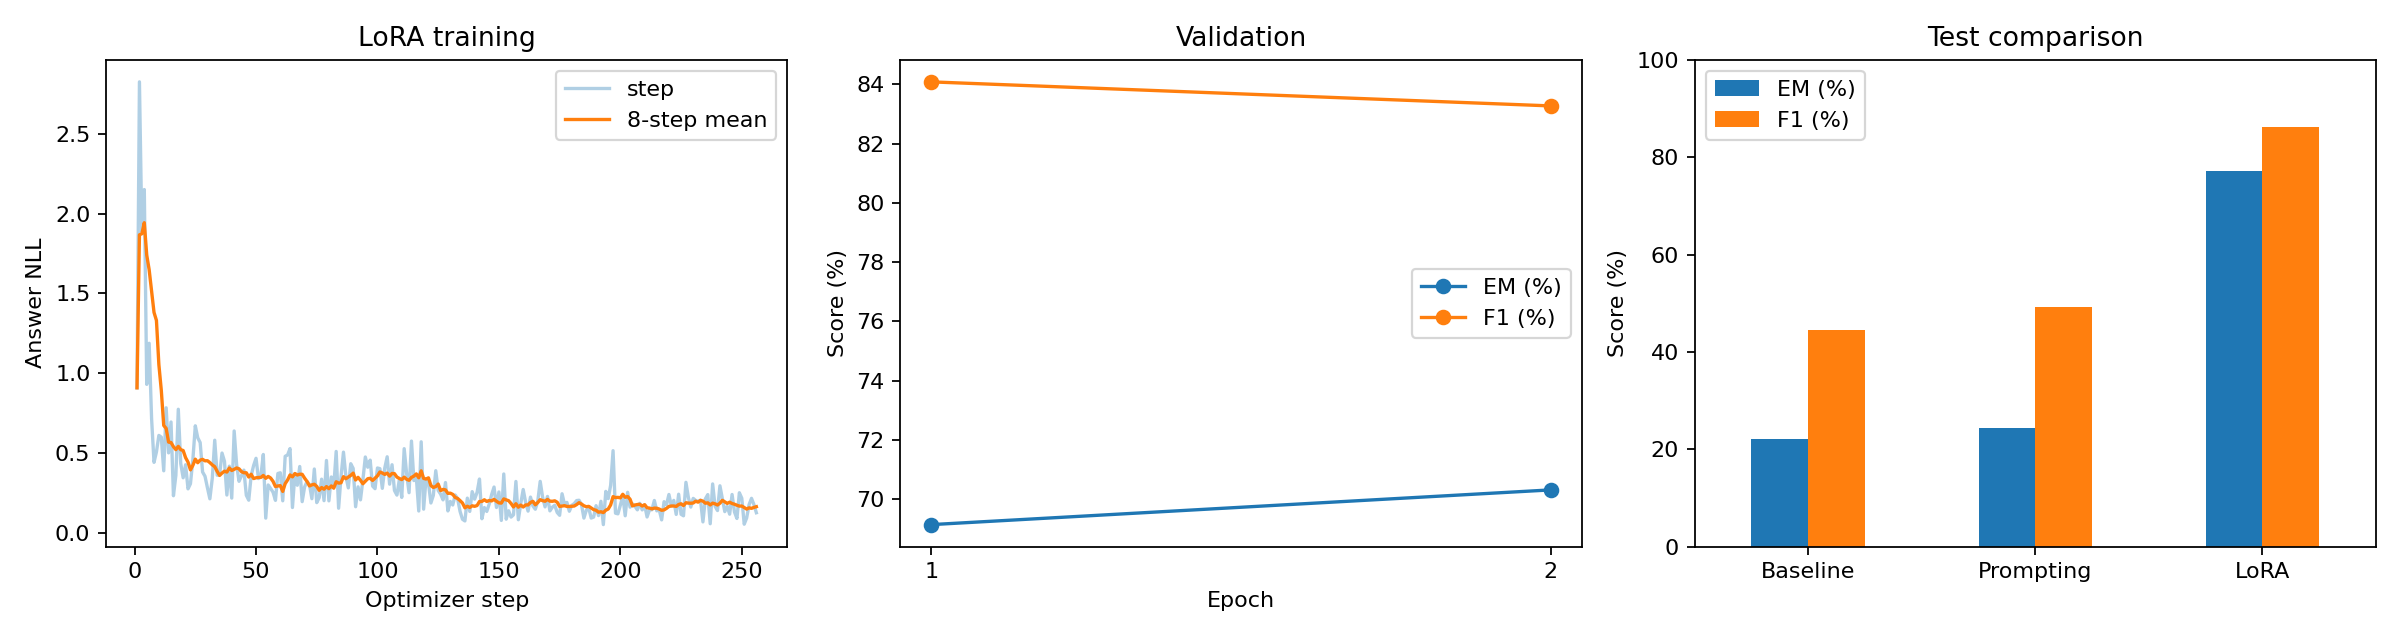 LoRA training
step
8-step mean
Answer NLL
2.5
2.0
1.5
1.0
0.5
0.0
0 50 100 150 200 250
Optimizer step
Validation
Score (%)
84
82
80
78
76
74
72
70
EM (%)
F1 (%)
1 2
Epoch
Test comparison
Score (%)
100
80
60
40
20
0
EM (%)
F1 (%)
Baseline Prompting LoRA